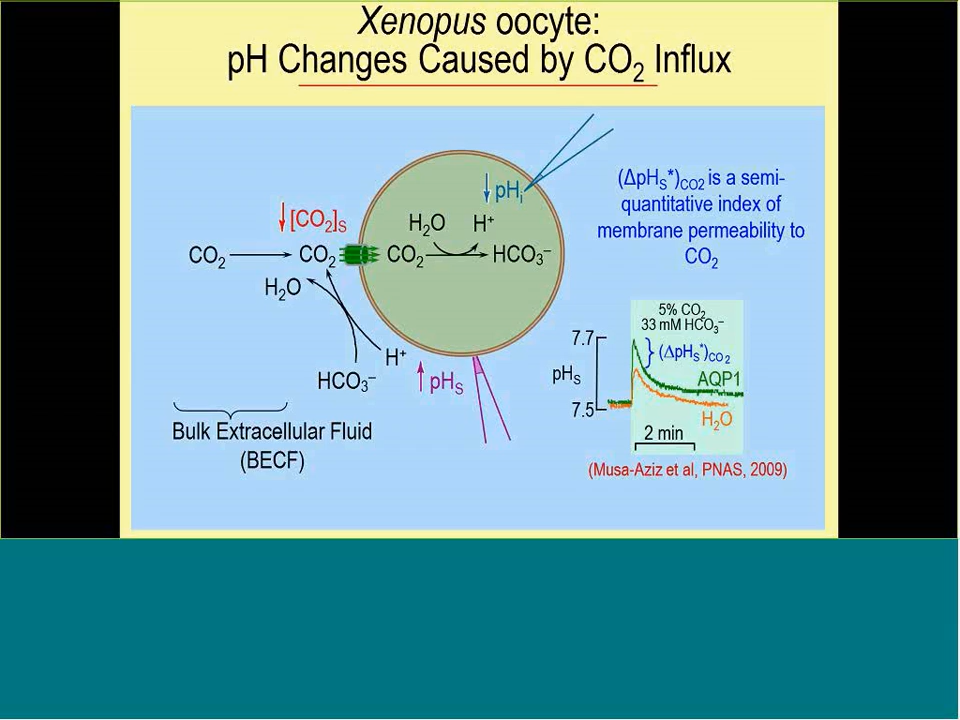 Xenopus oocyte:
pH Changes Caused by CO₂ Influx
↓pHi
↓[CO₂]S
H₂O H⁺
CO₂ → CO₂ CO₂ → HCO₃⁻
H₂O
H⁺
HCO₃⁻
↑pHS
Bulk Extracellular Fluid
(BECF)
(ΔpHS*)CO2 is a semi-
quantitative index of
membrane permeability to
CO₂
5% CO₂
33 mM HCO₃⁻
7.7
(ΔpHS*)CO₂
pHS
AQP1
7.5
H₂O
2 min
(Musa-Aziz et al, PNAS, 2009)